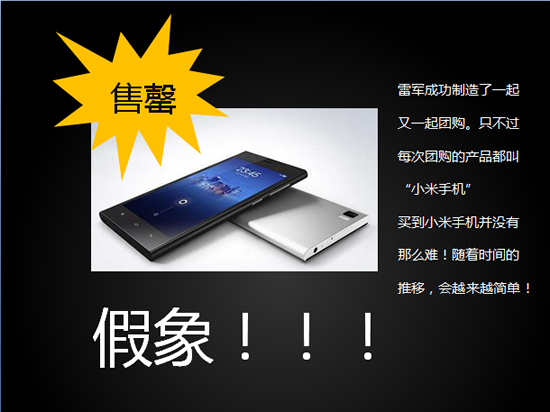 售罄
雷军成功制造了一起
又一起团购。只不过
每次团购的产品都叫
“小米手机”
买到小米手机并没有
那么难！随着时间的
推移，会越来越简单！
23:45
假象！！！